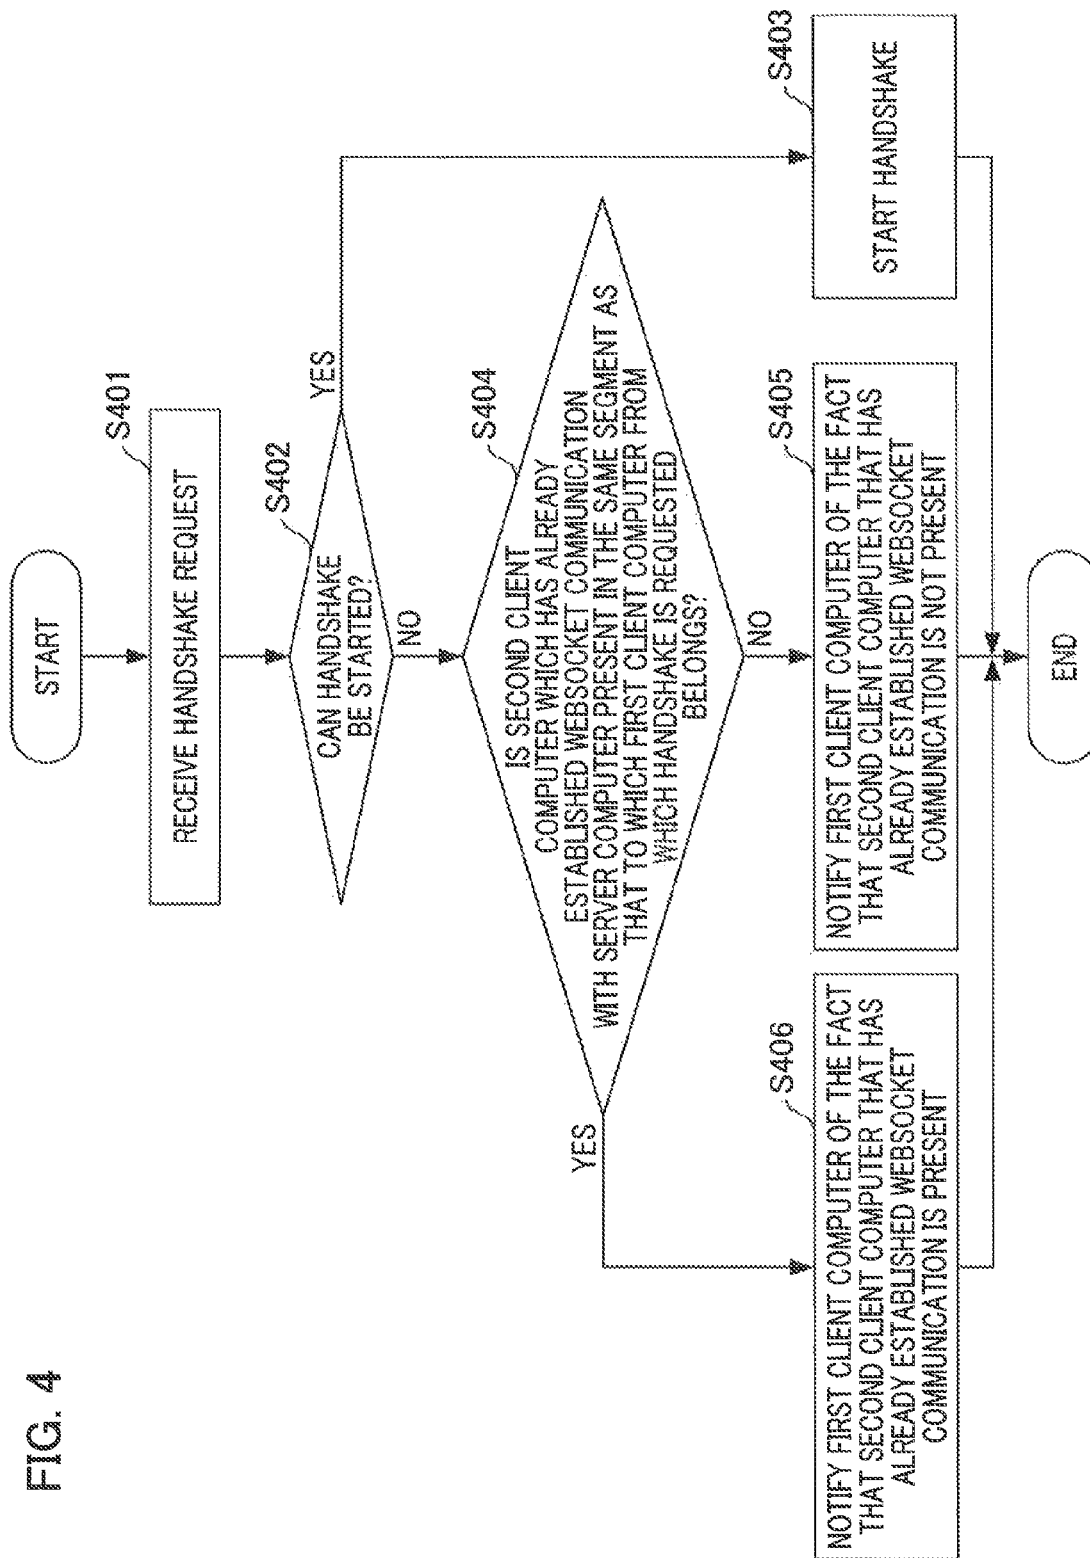 FIG. 4
START
S401
RECEIVE HANDSHAKE REQUEST
S402
CAN HANDSHAKE
BE STARTED?
YES
NO
S404
IS SECOND CLIENT
COMPUTER WHICH HAS ALREADY
ESTABLISHED WEBSOCKET COMMUNICATION
WITH SERVER COMPUTER PRESENT IN THE SAME SEGMENT AS
THAT TO WHICH FIRST CLIENT COMPUTER FROM
WHICH HANDSHAKE IS REQUESTED
BELONGS?
YES
NO
S406
NOTIFY FIRST CLIENT COMPUTER OF THE FACT
THAT SECOND CLIENT COMPUTER THAT HAS
ALREADY ESTABLISHED WEBSOCKET
COMMUNICATION IS PRESENT
S405
NOTIFY FIRST CLIENT COMPUTER OF THE FACT
THAT SECOND CLIENT COMPUTER THAT HAS
ALREADY ESTABLISHED WEBSOCKET
COMMUNICATION IS NOT PRESENT
S403
START HANDSHAKE
END